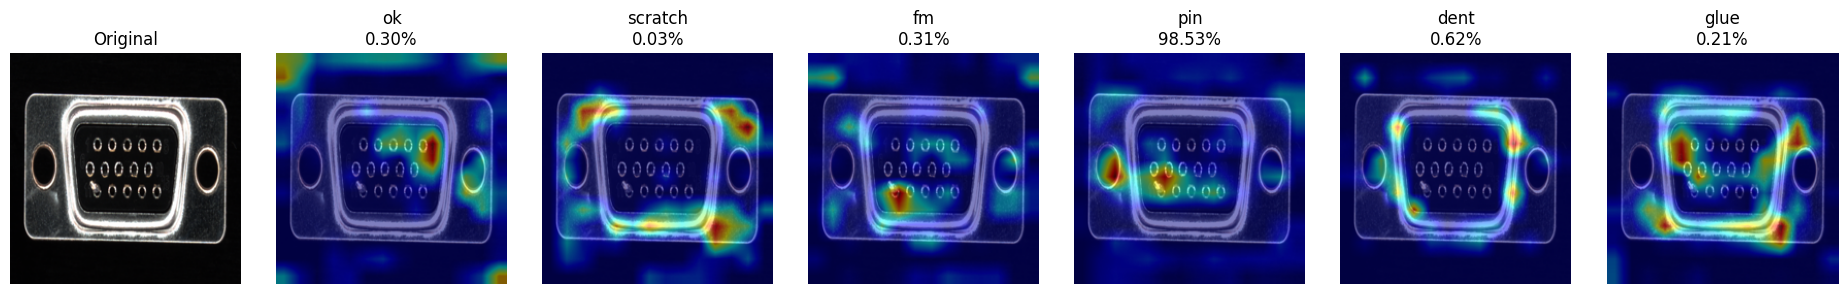 Original
ok
0.30%
scratch
0.03%
fm
0.31%
pin
98.53%
dent
0.62%
glue
0.21%